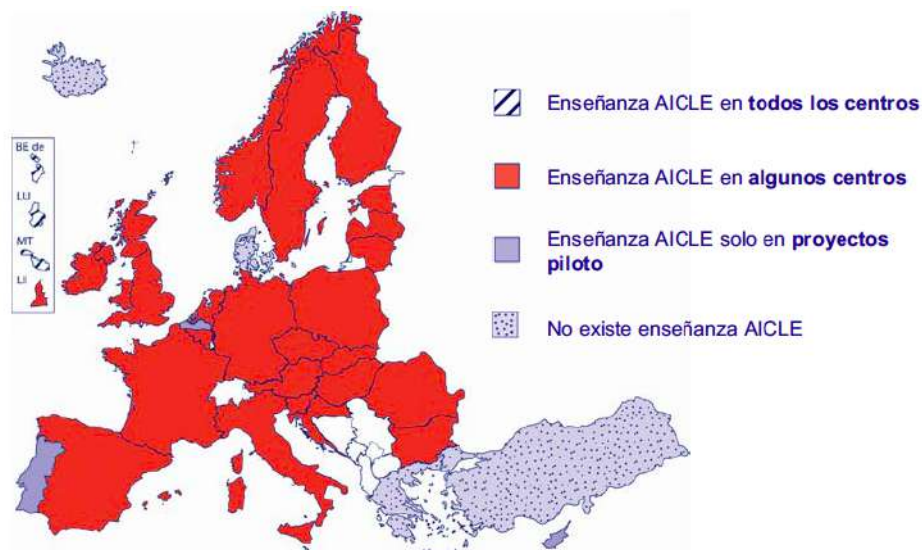 BE de
LU
MT
LI
Enseñanza AICLE en todos los centros
Enseñanza AICLE en algunos centros
Enseñanza AICLE solo en proyectos
piloto
No existe enseñanza AICLE